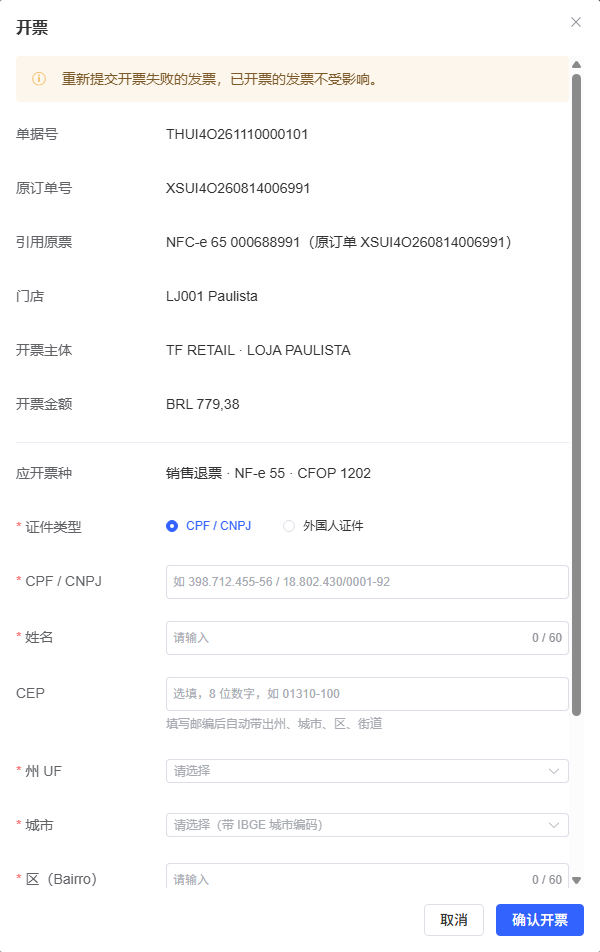 开票
重新提交开票失败的发票，已开票的发票不受影响。
单据号 THUI4O261110000101
原订单号 XSUI4O260814006991
引用原票 NFC-e 65 000688991（原订单 XSUI4O260814006991）
门店 LJ001 Paulista
开票主体 TF RETAIL · LOJA PAULISTA
开票金额 BRL 779,38
应开票种 销售退票 · NF-e 55 · CFOP 1202
* 证件类型 CPF / CNPJ 外国人证件
* CPF / CNPJ 如 398.712.455-56 / 18.802.430/0001-92
* 姓名 请输入 0 / 60
CEP 选填，8 位数字，如 01310-100
填写邮编后自动带出州、城市、区、街道
* 州 UF 请选择
* 城市 请选择（带 IBGE 城市编码）
* 区（Bairro） 请输入 0 / 60
取消 确认开票